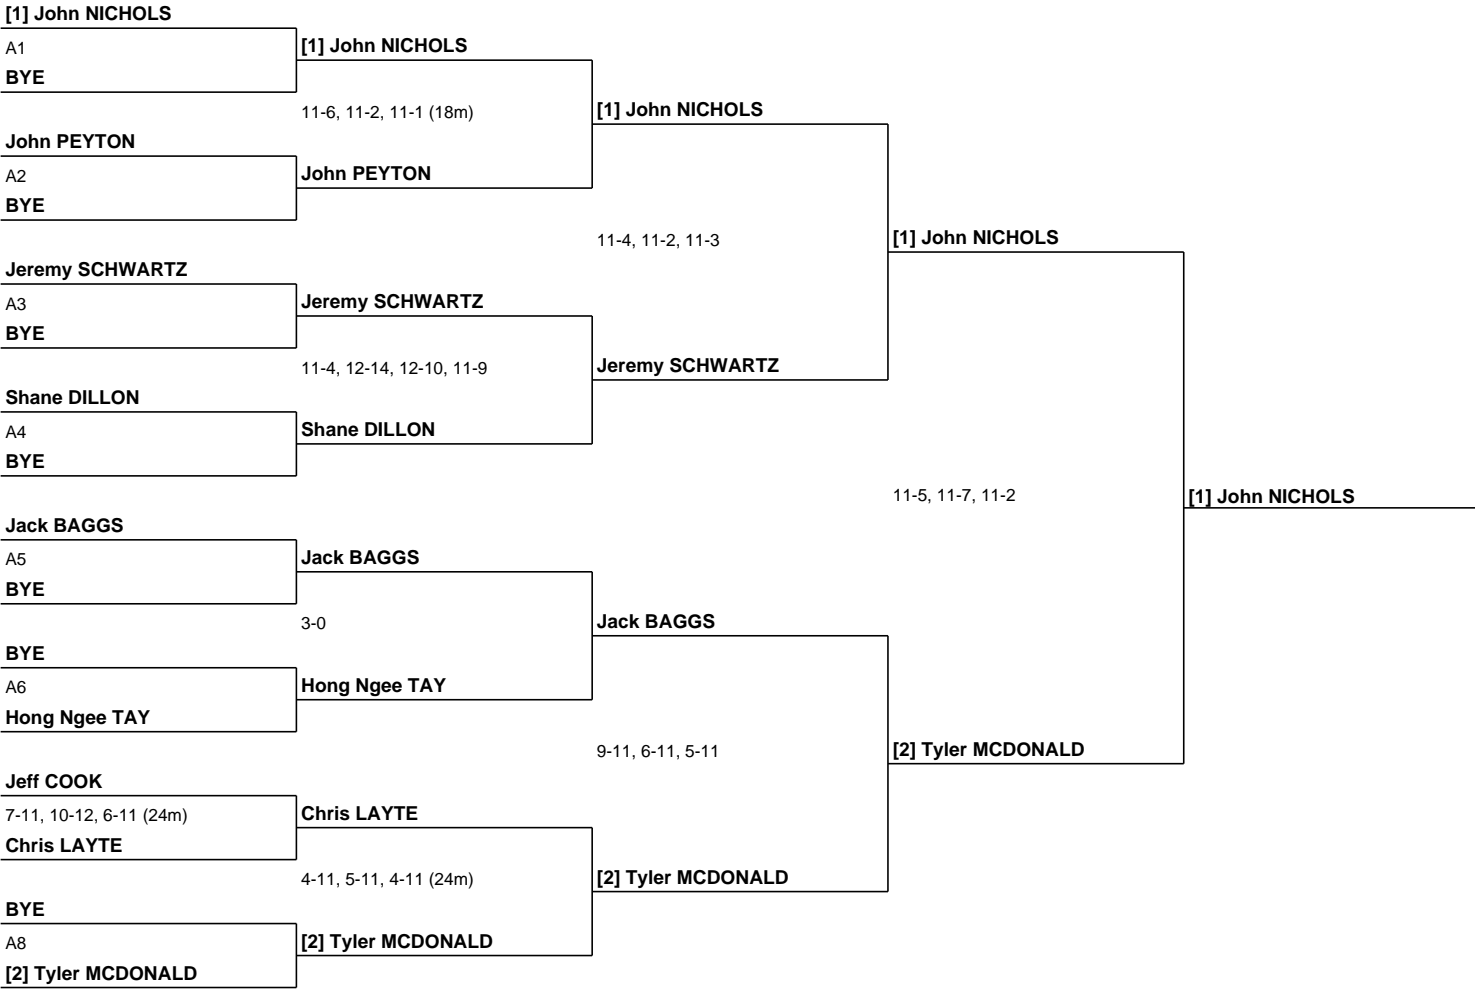 [1] John NICHOLS
A1
BYE
John PEYTON
A2
BYE
Jeremy SCHWARTZ
A3
BYE
Shane DILLON
A4
BYE
Jack BAGGS
A5
BYE
BYE
A6
Hong Ngee TAY
Jeff COOK
7-11, 10-12, 6-11 (24m)
Chris LAYTE
BYE
A8
[2] Tyler MCDONALD
[1] John NICHOLS
11-6, 11-2, 11-1 (18m)
John PEYTON
Jeremy SCHWARTZ
11-4, 12-14, 12-10, 11-9
Shane DILLON
Jack BAGGS
3-0
Hong Ngee TAY
Chris LAYTE
4-11, 5-11, 4-11 (24m)
[2] Tyler MCDONALD
[1] John NICHOLS
11-4, 11-2, 11-3
Jeremy SCHWARTZ
Jack BAGGS
9-11, 6-11, 5-11
[2] Tyler MCDONALD
[1] John NICHOLS
11-5, 11-7, 11-2
[2] Tyler MCDONALD
[1] John NICHOLS